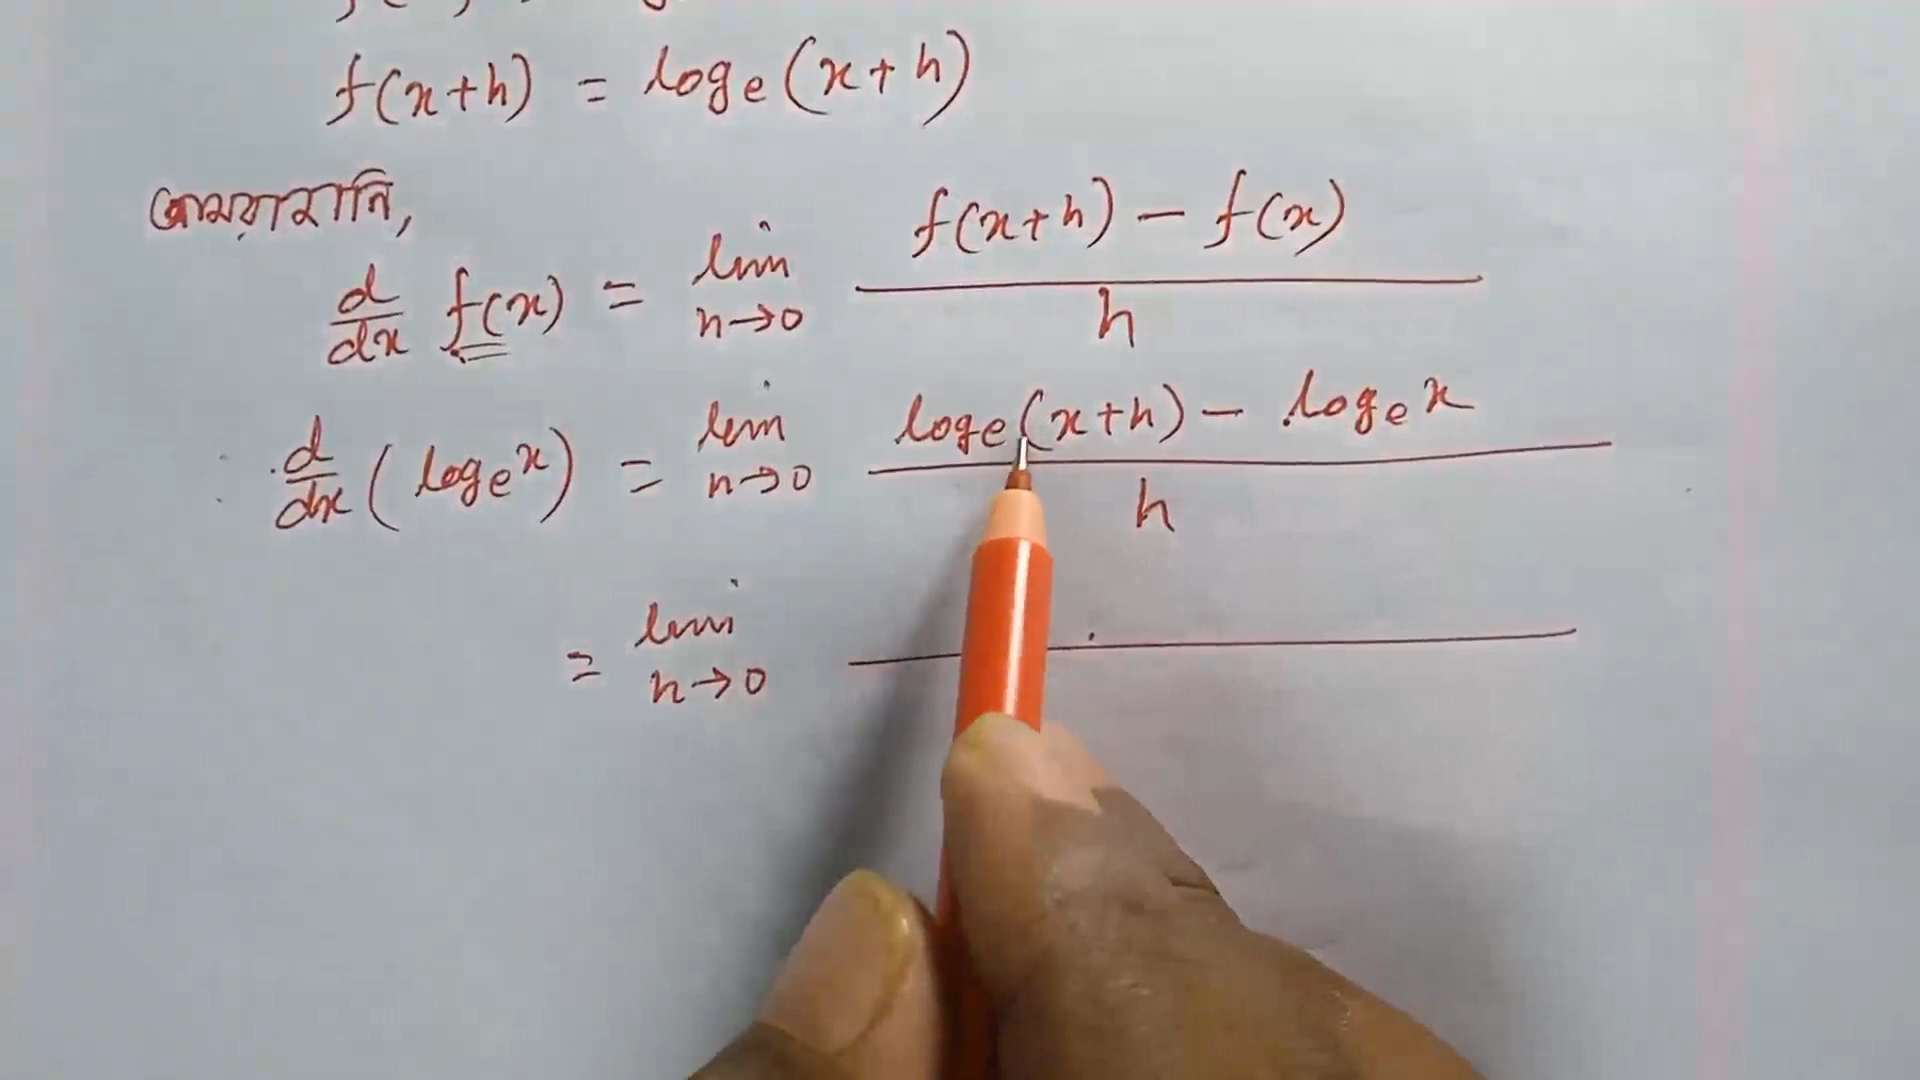 f(x+h) = logₑ(x+h)
আমরা জানি,
d/dx f(x) = lim h→0 (f(x+h) − f(x))/h
∴ d/dx (logₑx) = lim h→0 (logₑ(x+h) − logₑx)/h
= lim h→0